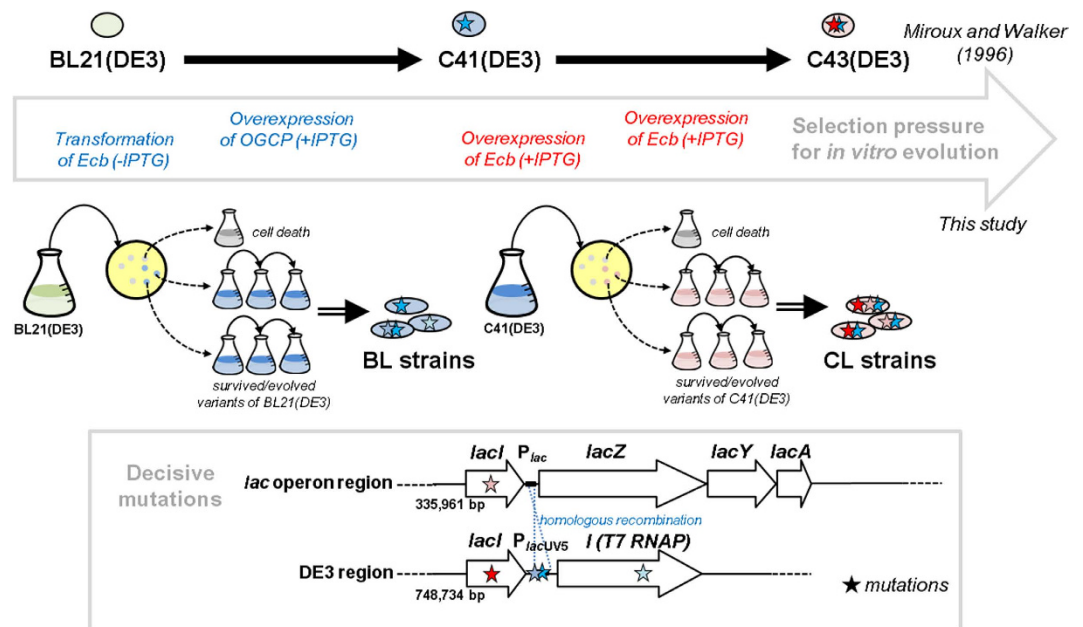 BL21(DE3)
C41(DE3)
C43(DE3)
Miroux and Walker
(1996)
Transformation
of Ecb (-IPTG)
Overexpression
of OGCP (+IPTG)
Overexpression
of Ecb (+IPTG)
Overexpression
of Ecb (+IPTG)
Selection pressure
for in vitro evolution
This study
BL21(DE3)
cell death
BL strains
survived/evolved
variants of BL21(DE3)
C41(DE3)
cell death
CL strains
survived/evolved
variants of C41(DE3)
Decisive
mutations
lac operon region
lacI
Plac
lacZ
lacY
lacA
335,961 bp
homologous recombination
DE3 region
lacI
PlacUV5
I (T7 RNAP)
748,734 bp
mutations